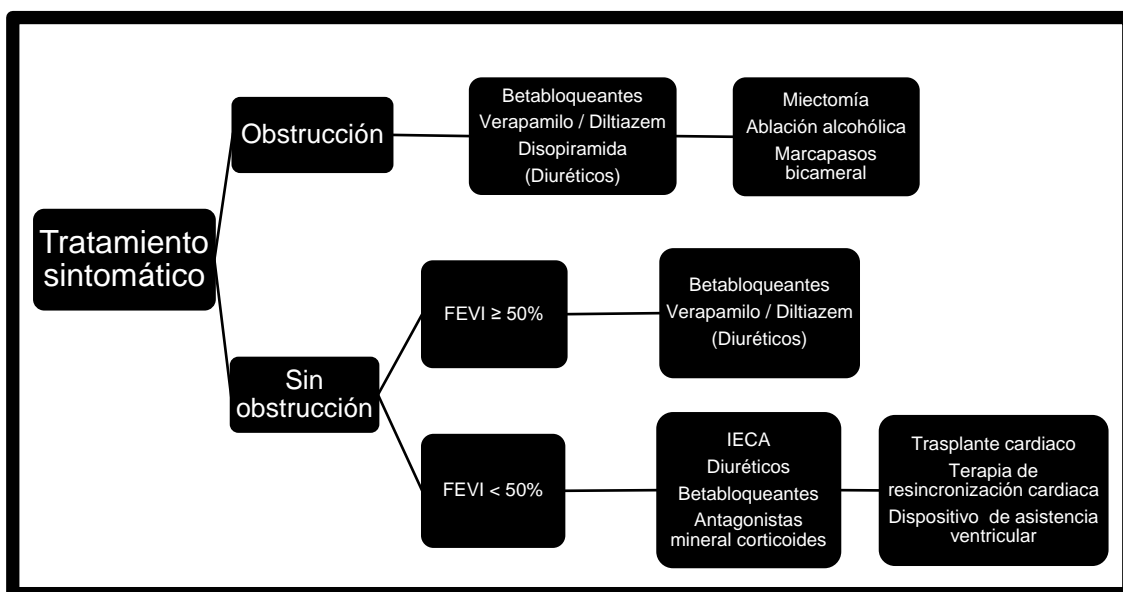 Tratamiento
sintomático
Obstrucción
Betabloqueantes
Verapamilo / Diltiazem
Disopiramida
(Diuréticos)
Miectomía
Ablación alcohólica
Marcapasos
bicameral
Sin
obstrucción
FEVI ≥ 50%
Betabloqueantes
Verapamilo / Diltiazem
(Diuréticos)
FEVI < 50%
IECA
Diuréticos
Betabloqueantes
Antagonistas
mineral corticoides
Trasplante cardiaco
Terapia de
resincronización cardiaca
Dispositivo de asistencia
ventricular